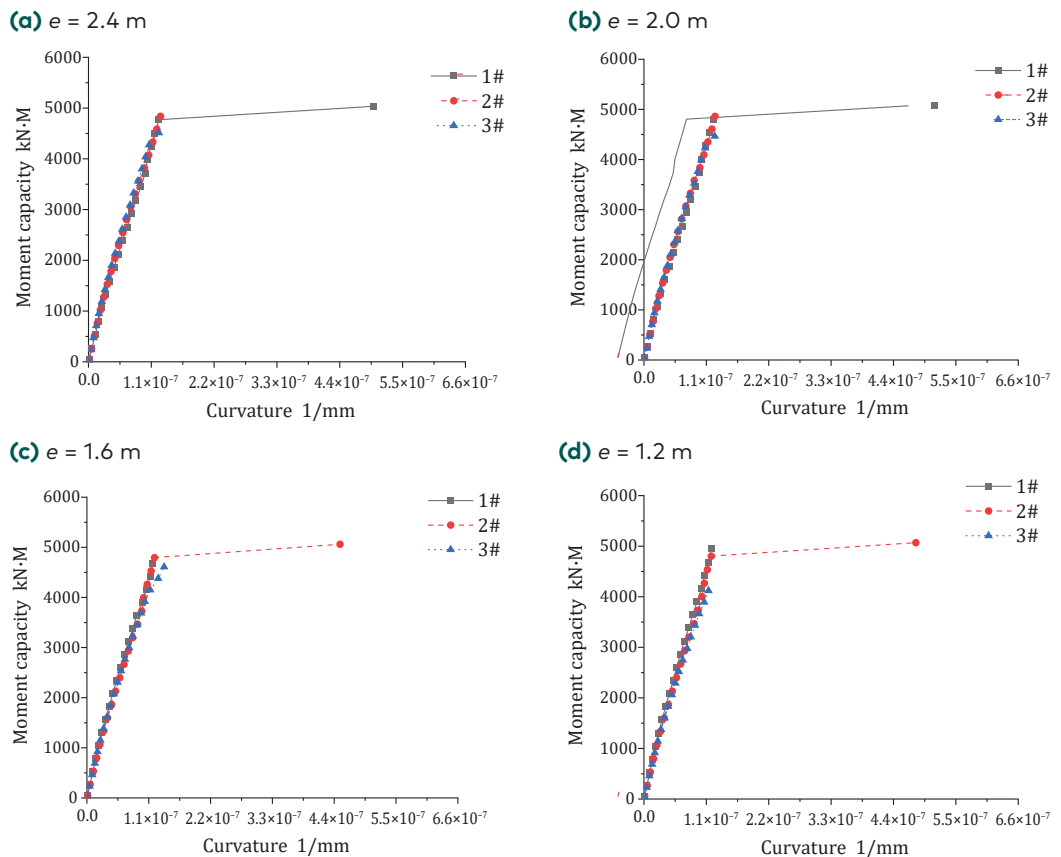 (a) e = 2.4 m
6000
5000
4000
3000
2000
1000
0
Moment capacity kN·M
1#
2#
3#
0.0 1.1×10⁻⁷ 2.2×10⁻⁷ 3.3×10⁻⁷ 4.4×10⁻⁷ 5.5×10⁻⁷ 6.6×10⁻⁷
Curvature 1/mm
(b) e = 2.0 m
6000
5000
4000
3000
2000
1000
0
Moment capacity kN·M
1#
2#
3#
0.0 1.1×10⁻⁷ 2.2×10⁻⁷ 3.3×10⁻⁷ 4.4×10⁻⁷ 5.5×10⁻⁷ 6.6×10⁻⁷
Curvature 1/mm
(c) e = 1.6 m
6000
5000
4000
3000
2000
1000
0
Moment capacity kN·M
1#
2#
3#
0.0 1.1×10⁻⁷ 2.2×10⁻⁷ 3.3×10⁻⁷ 4.4×10⁻⁷ 5.5×10⁻⁷ 6.6×10⁻⁷
Curvature 1/mm
(d) e = 1.2 m
6000
5000
4000
3000
2000
1000
0
Moment capacity kN·M
1#
2#
3#
0.0 1.1×10⁻⁷ 2.2×10⁻⁷ 3.3×10⁻⁷ 4.4×10⁻⁷ 5.5×10⁻⁷ 6.6×10⁻⁷
Curvature 1/mm